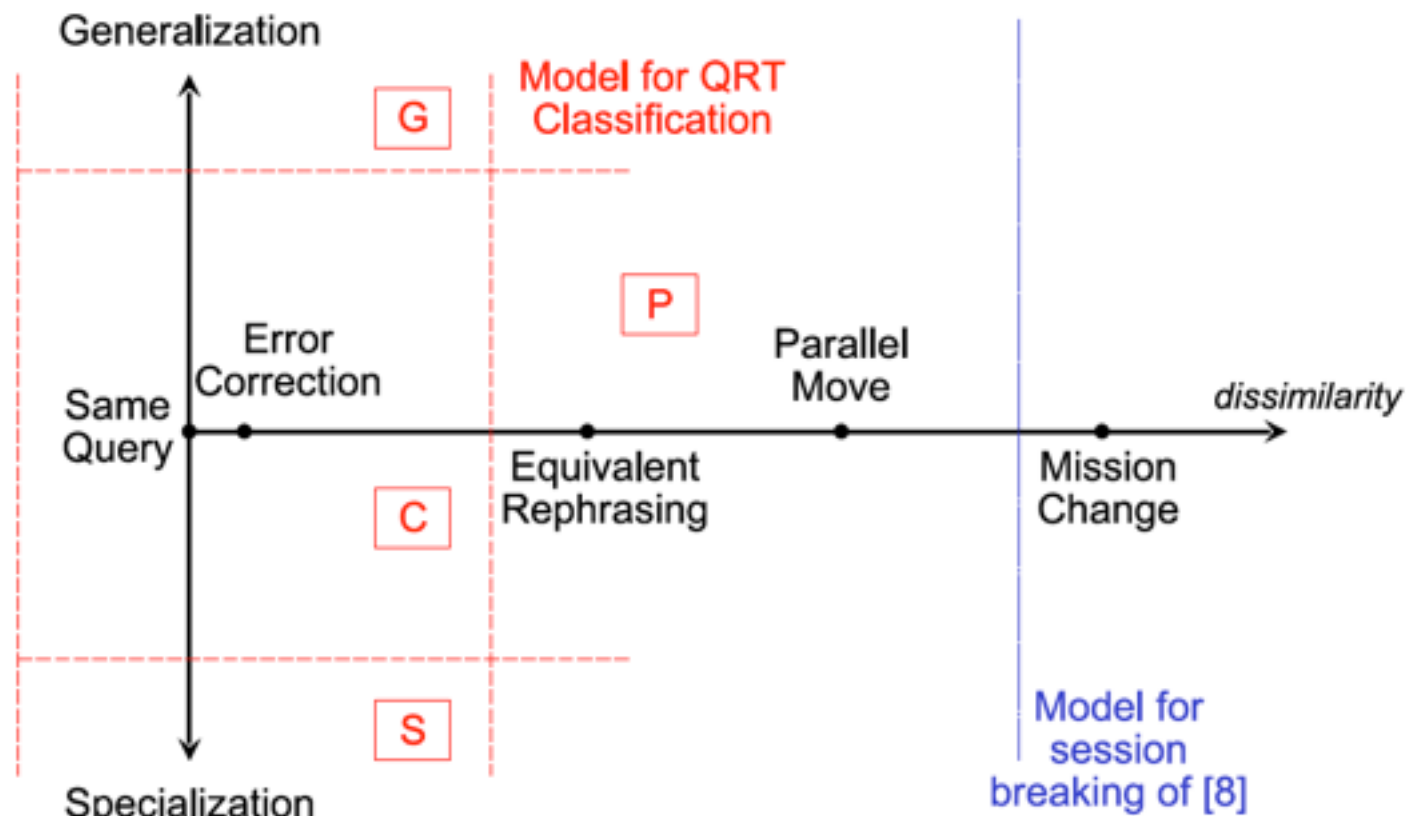 Generalization
Model for QRT
Classification
G
P
Error
Correction
Parallel
Move
dissimilarity
Same
Query
Equivalent
Rephrasing
Mission
Change
C
S
Model for
session
breaking of [8]
Specialization